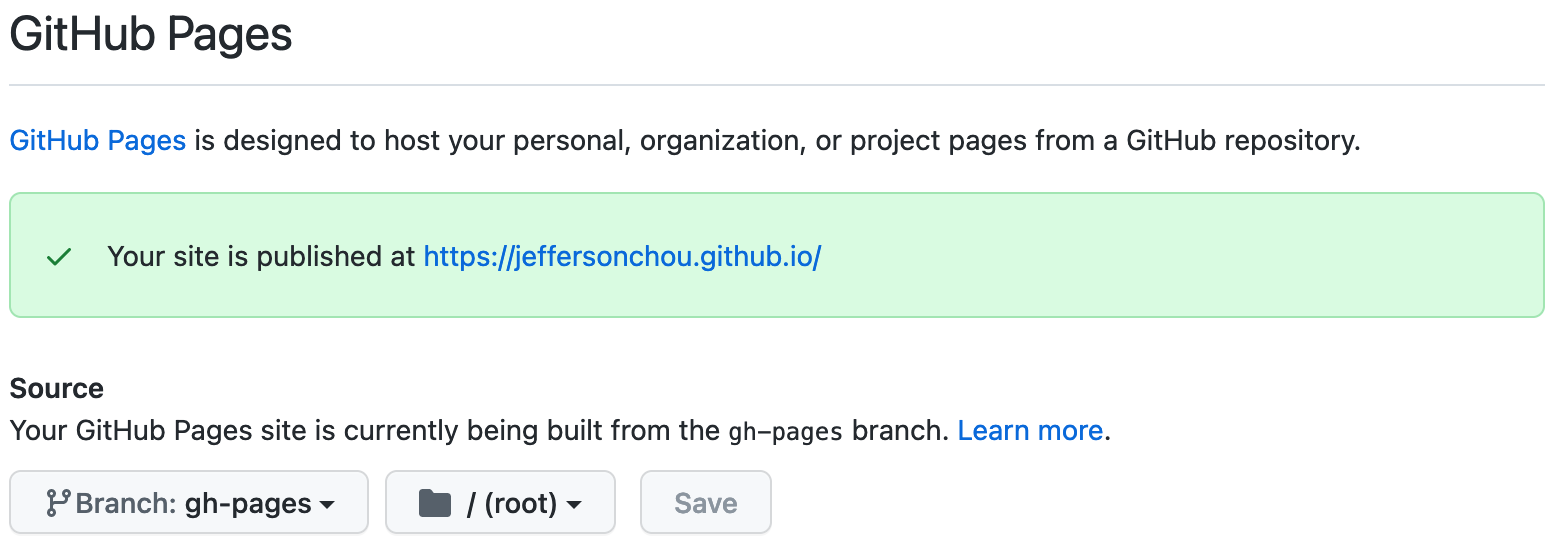 GitHub Pages
GitHub Pages is designed to host your personal, organization, or project pages from a GitHub repository.
Your site is published at https://jeffersonchou.github.io/
Source
Your GitHub Pages site is currently being built from the gh-pages branch. Learn more.
Branch: gh-pages / (root) Save